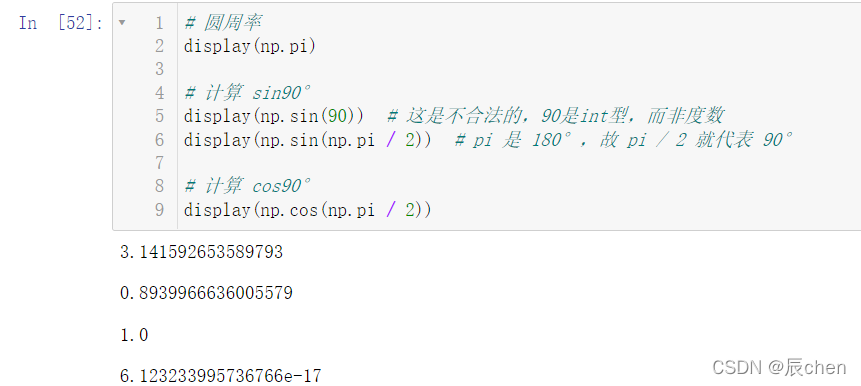 In [52]:
1 # 圆周率
2 display(np.pi)
3
4 # 计算 sin90°
5 display(np.sin(90)) # 这是不合法的，90是int型，而非度数
6 display(np.sin(np.pi / 2)) # pi 是 180°，故 pi / 2 就代表 90°
7
8 # 计算 cos90°
9 display(np.cos(np.pi / 2))
3.141592653589793
0.8939966636005579
1.0
6.123233995736766e-17
CSDN @辰chen